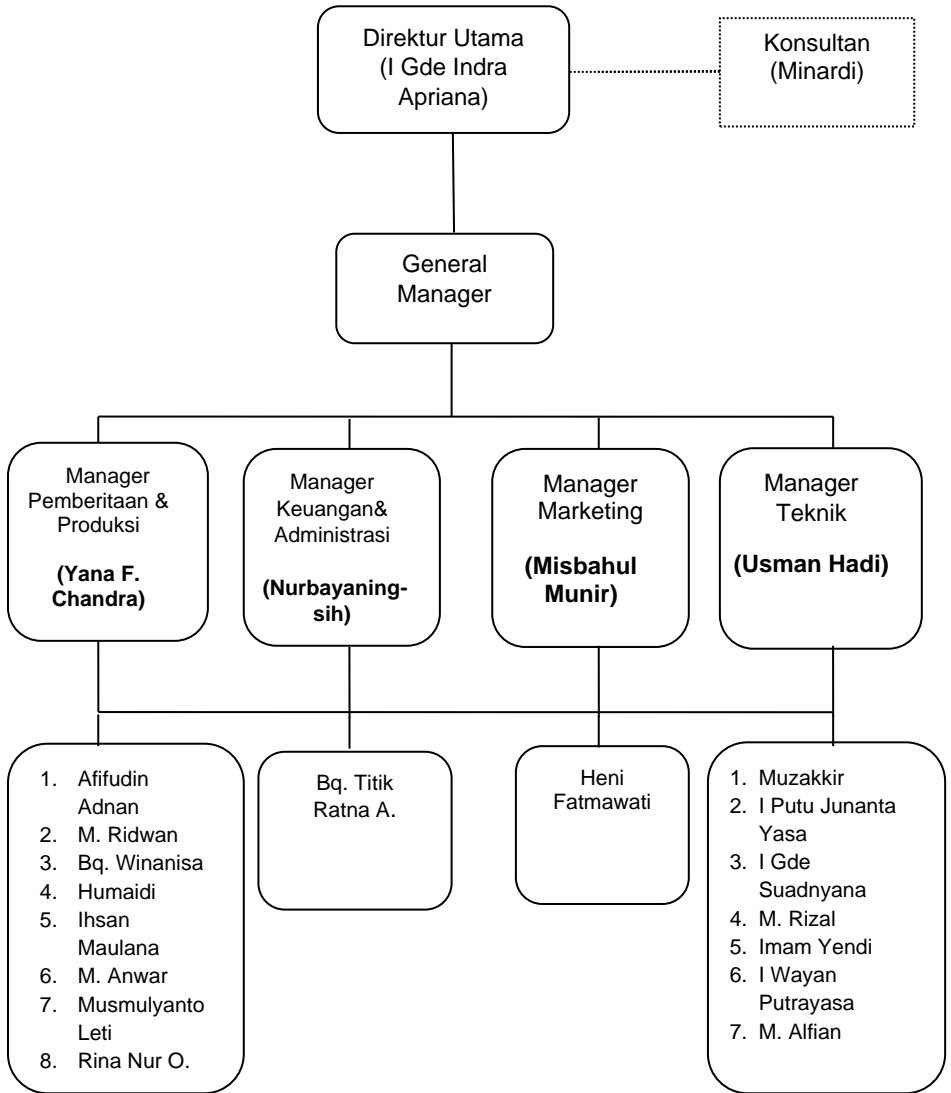 Direktur Utama
(I Gde Indra
Apriana)
Konsultan
(Minardi)
General
Manager
Manager
Pemberitaan &
Produksi
(Yana F.
Chandra)
Manager
Keuangan&
Administrasi
(Nurbayaning-
sih)
Manager
Marketing
(Misbahul
Munir)
Manager
Teknik
(Usman Hadi)
1. Afifudin
Adnan
2. M. Ridwan
3. Bq. Winanisa
4. Humaidi
5. Ihsan
Maulana
6. M. Anwar
7. Musmulyanto
Leti
8. Rina Nur O.
Bq. Titik
Ratna A.
Heni
Fatmawati
1. Muzakkir
2. I Putu Junanta
Yasa
3. I Gde
Suadnyana
4. M. Rizal
5. Imam Yendi
6. I Wayan
Putrayasa
7. M. Alfian